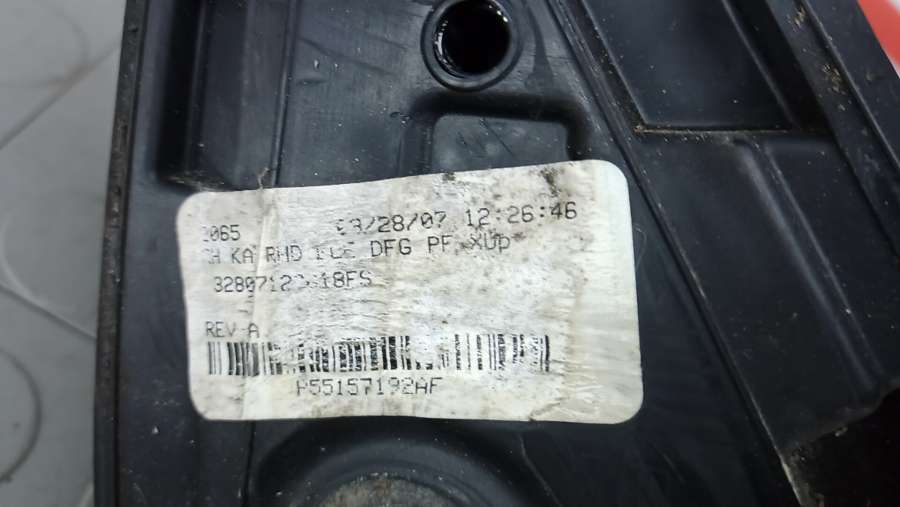 2065 03/28/07 12:26:46
KA RHD DFG PF XUp
REV A
P55157192AF